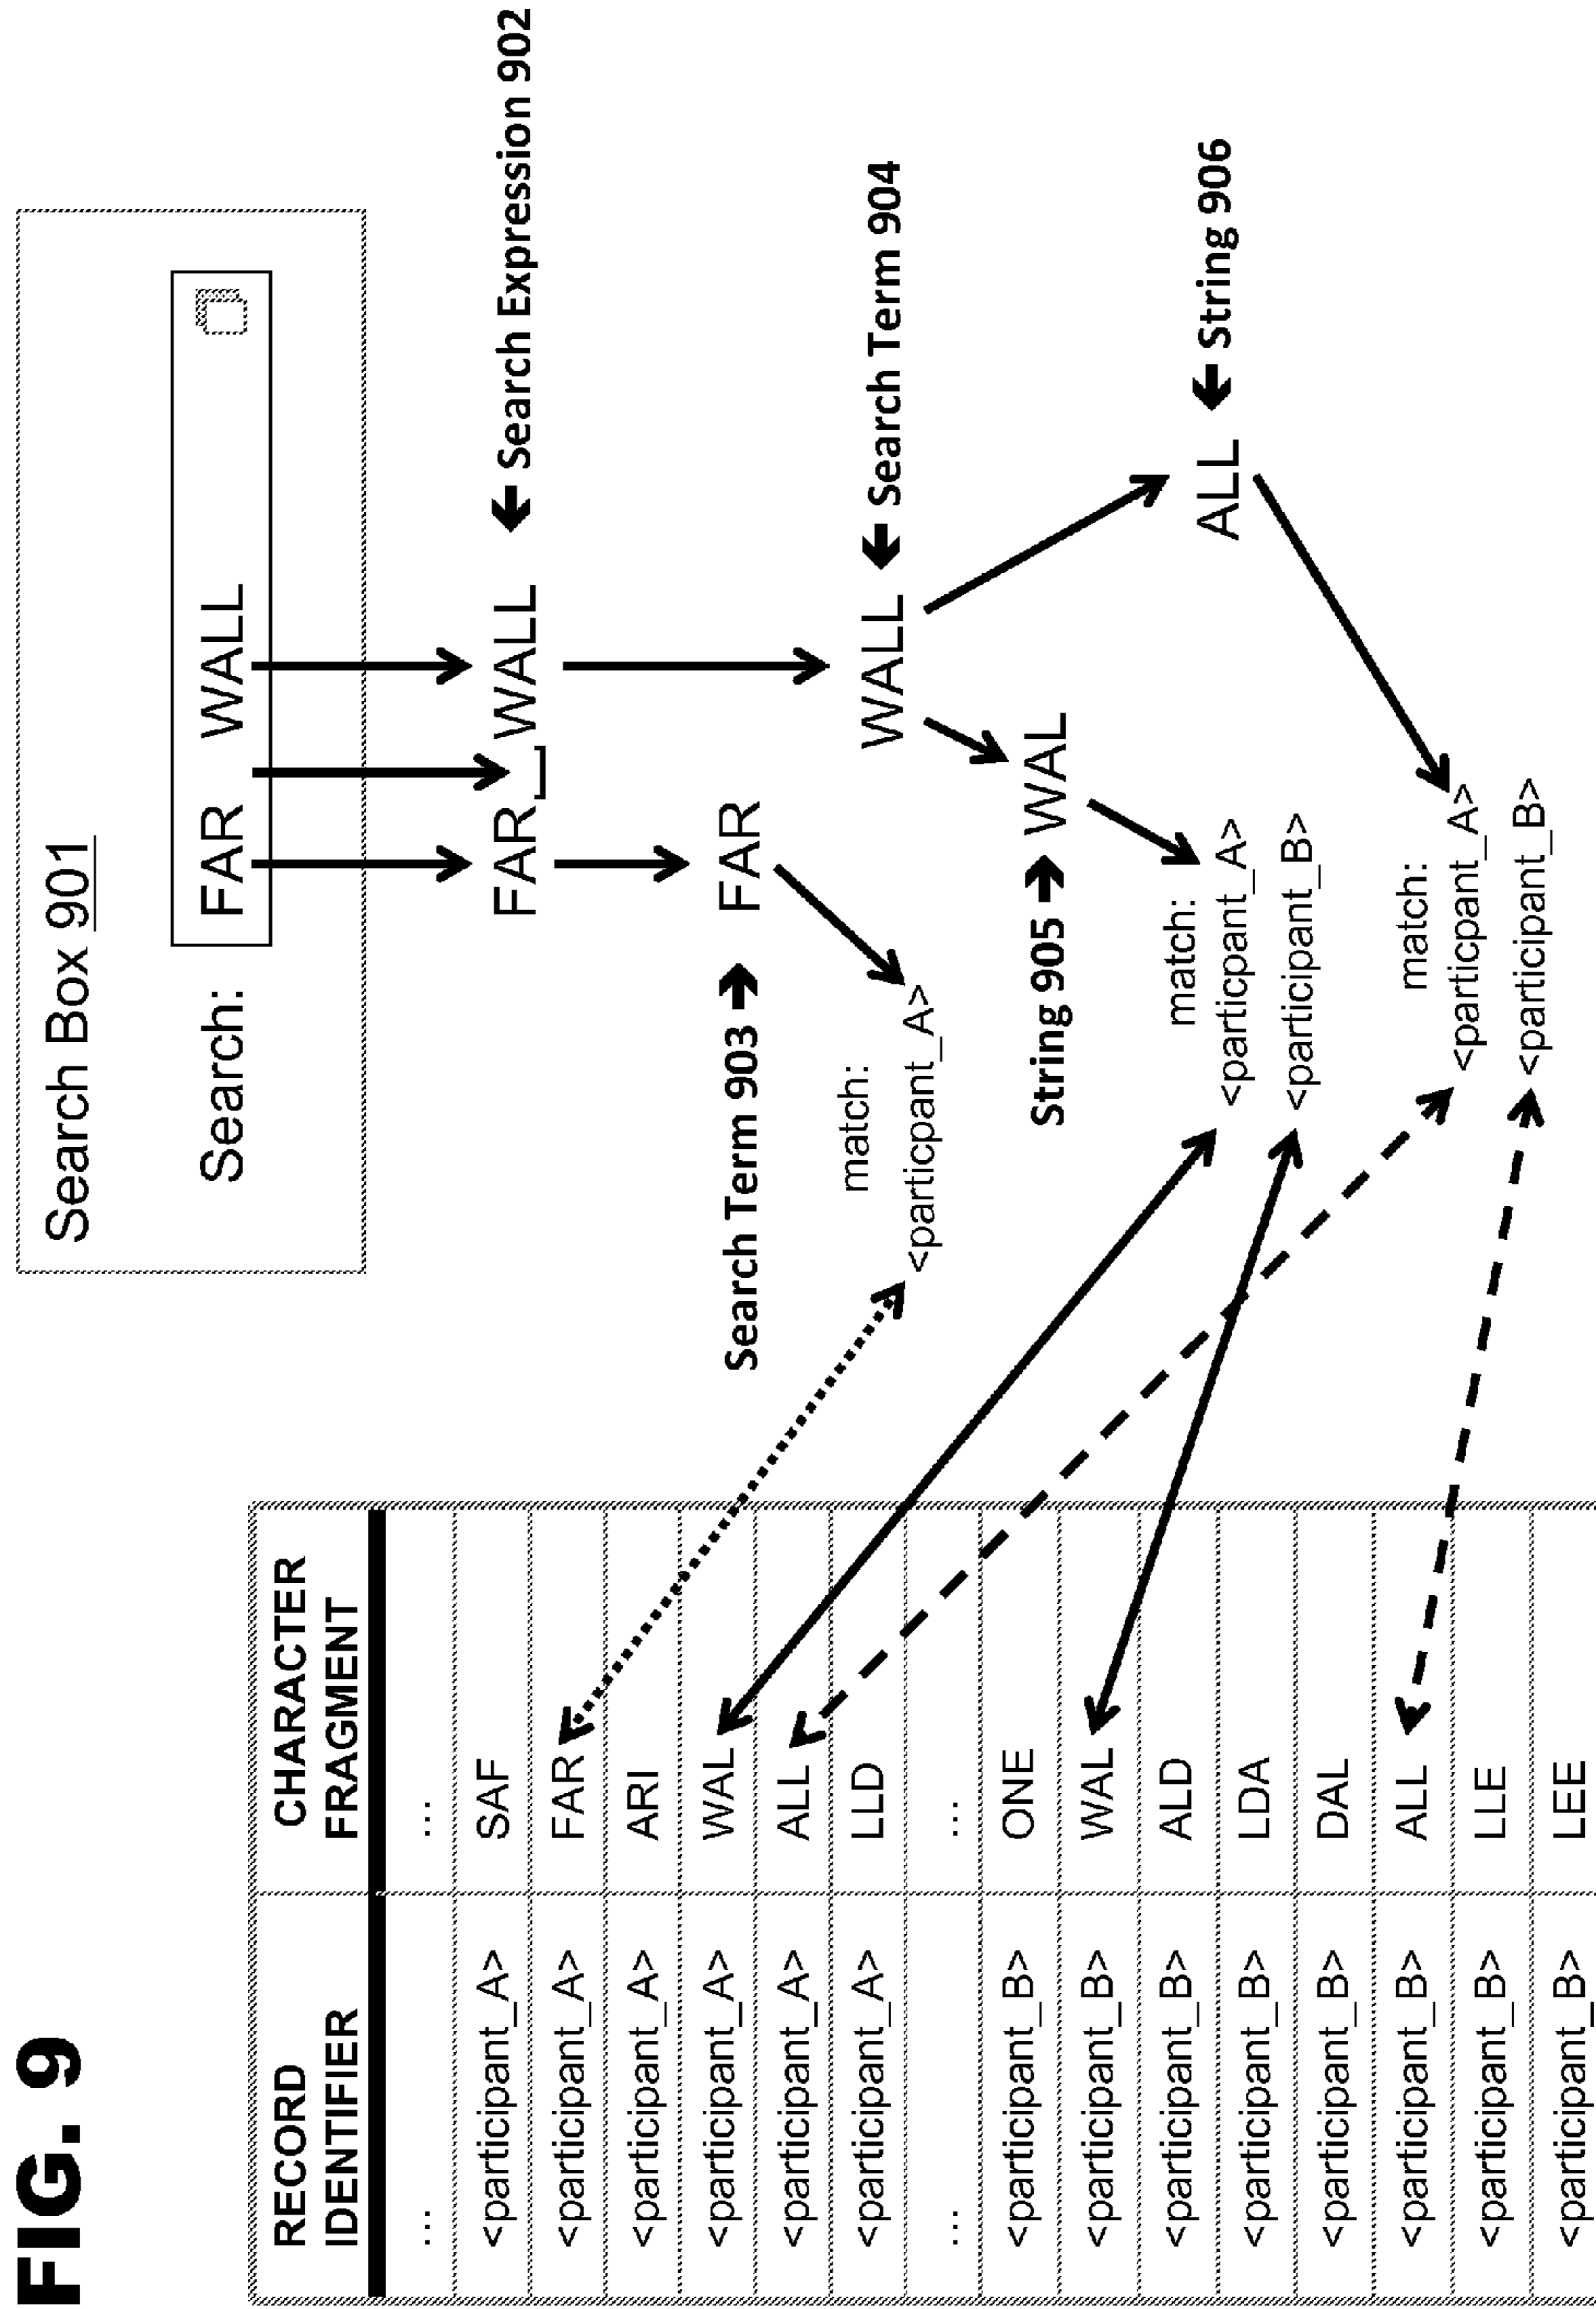 FIG. 9
Search Box 901
Search: FAR WALL
FAR_WALL ← Search Expression 902
Search Term 903 → FAR
match:
<particpant_A>
WALL ← Search Term 904
String 905 → WAL
match:
<particpant_A>
<participant_B>
ALL ← String 906
match:
<particpant_A>
<participant_B>
RECORD IDENTIFIER CHARACTER FRAGMENT
... ...
<participant_A> SAF
<participant_A> FAR
<participant_A> ARI
<participant_A> WAL
<participant_A> ALL
<participant_A> LLD
... ...
<participant_B> ONE
<participant_B> WAL
<participant_B> ALD
<participant_B> LDA
<participant_B> DAL
<participant_B> ALL
<participant_B> LLE
<participant_B> LEE